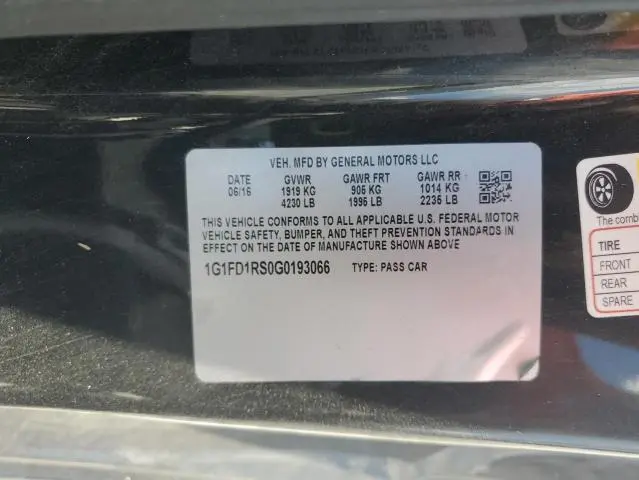 VEH. MFD BY GENERAL MOTORS LLC
DATE GVWR GAWR FRT GAWR RR
06/16 1919 KG 905 KG 1014 KG
4230 LB 1995 LB 2235 LB
THIS VEHICLE CONFORMS TO ALL APPLICABLE U.S. FEDERAL MOTOR
VEHICLE SAFETY, BUMPER, AND THEFT PREVENTION STANDARDS IN
EFFECT ON THE DATE OF MANUFACTURE SHOWN ABOVE
1G1FD1RS0G0193066 TYPE: PASS CAR
The comb
TIRE
FRONT
REAR
SPARE